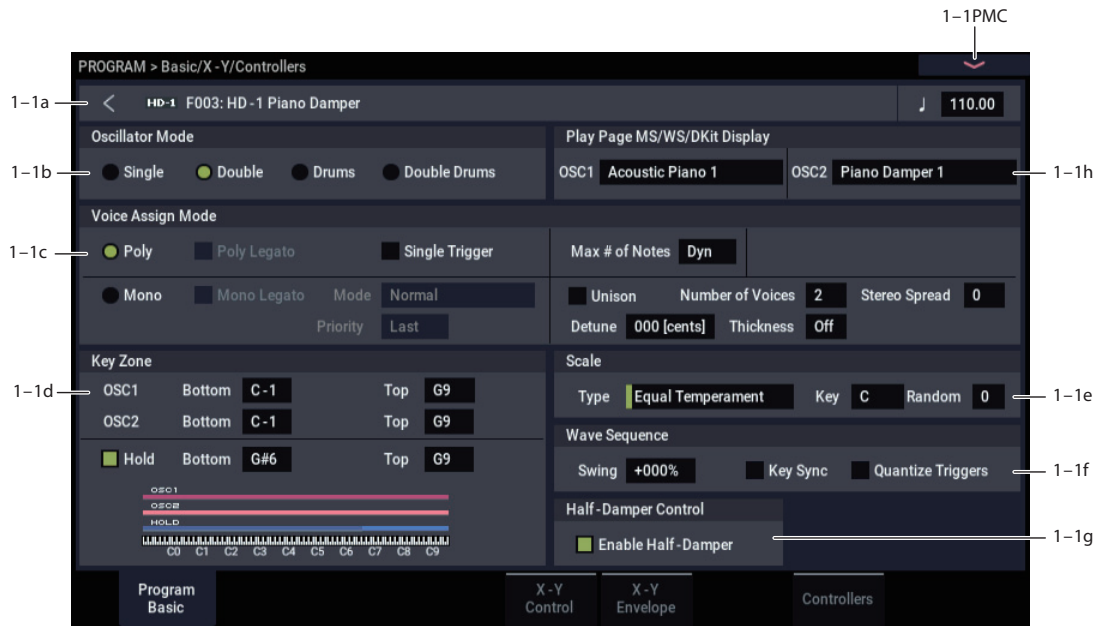 1–1PMC
PROGRAM > Basic/X-Y/Controllers
1–1a
HD-1 F003: HD-1 Piano Damper
♩ 110.00
Oscillator Mode
1–1b
Single Double Drums Double Drums
Play Page MS/WS/DKit Display
OSC1 Acoustic Piano 1 OSC2 Piano Damper 1
1–1h
Voice Assign Mode
1–1c
Poly Poly Legato Single Trigger Max # of Notes Dyn
Mono Mono Legato Mode Normal
Priority Last
Unison Number of Voices 2 Stereo Spread 0
Detune 000 [cents] Thickness Off
Key Zone
1–1d
OSC1 Bottom C-1 Top G9
OSC2 Bottom C-1 Top G9
Hold Bottom G#6 Top G9
OSC1
OSC2
HOLD
C0 C1 C2 C3 C4 C5 C6 C7 C8 C9
Scale
Type Equal Temperament Key C Random 0
1–1e
Wave Sequence
Swing +000% Key Sync Quantize Triggers
1–1f
Half-Damper Control
Enable Half-Damper
1–1g
Program
Basic
X-Y
Control
X-Y
Envelope
Controllers